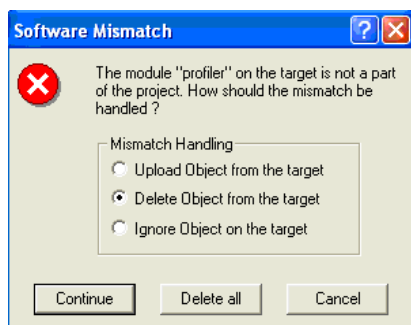 Software Mismatch
The module "profiler" on the target is not a part
of the project. How should the mismatch be
handled ?
Mismatch Handling
Upload Object from the target
Delete Object from the target
Ignore Object on the target
Continue Delete all Cancel